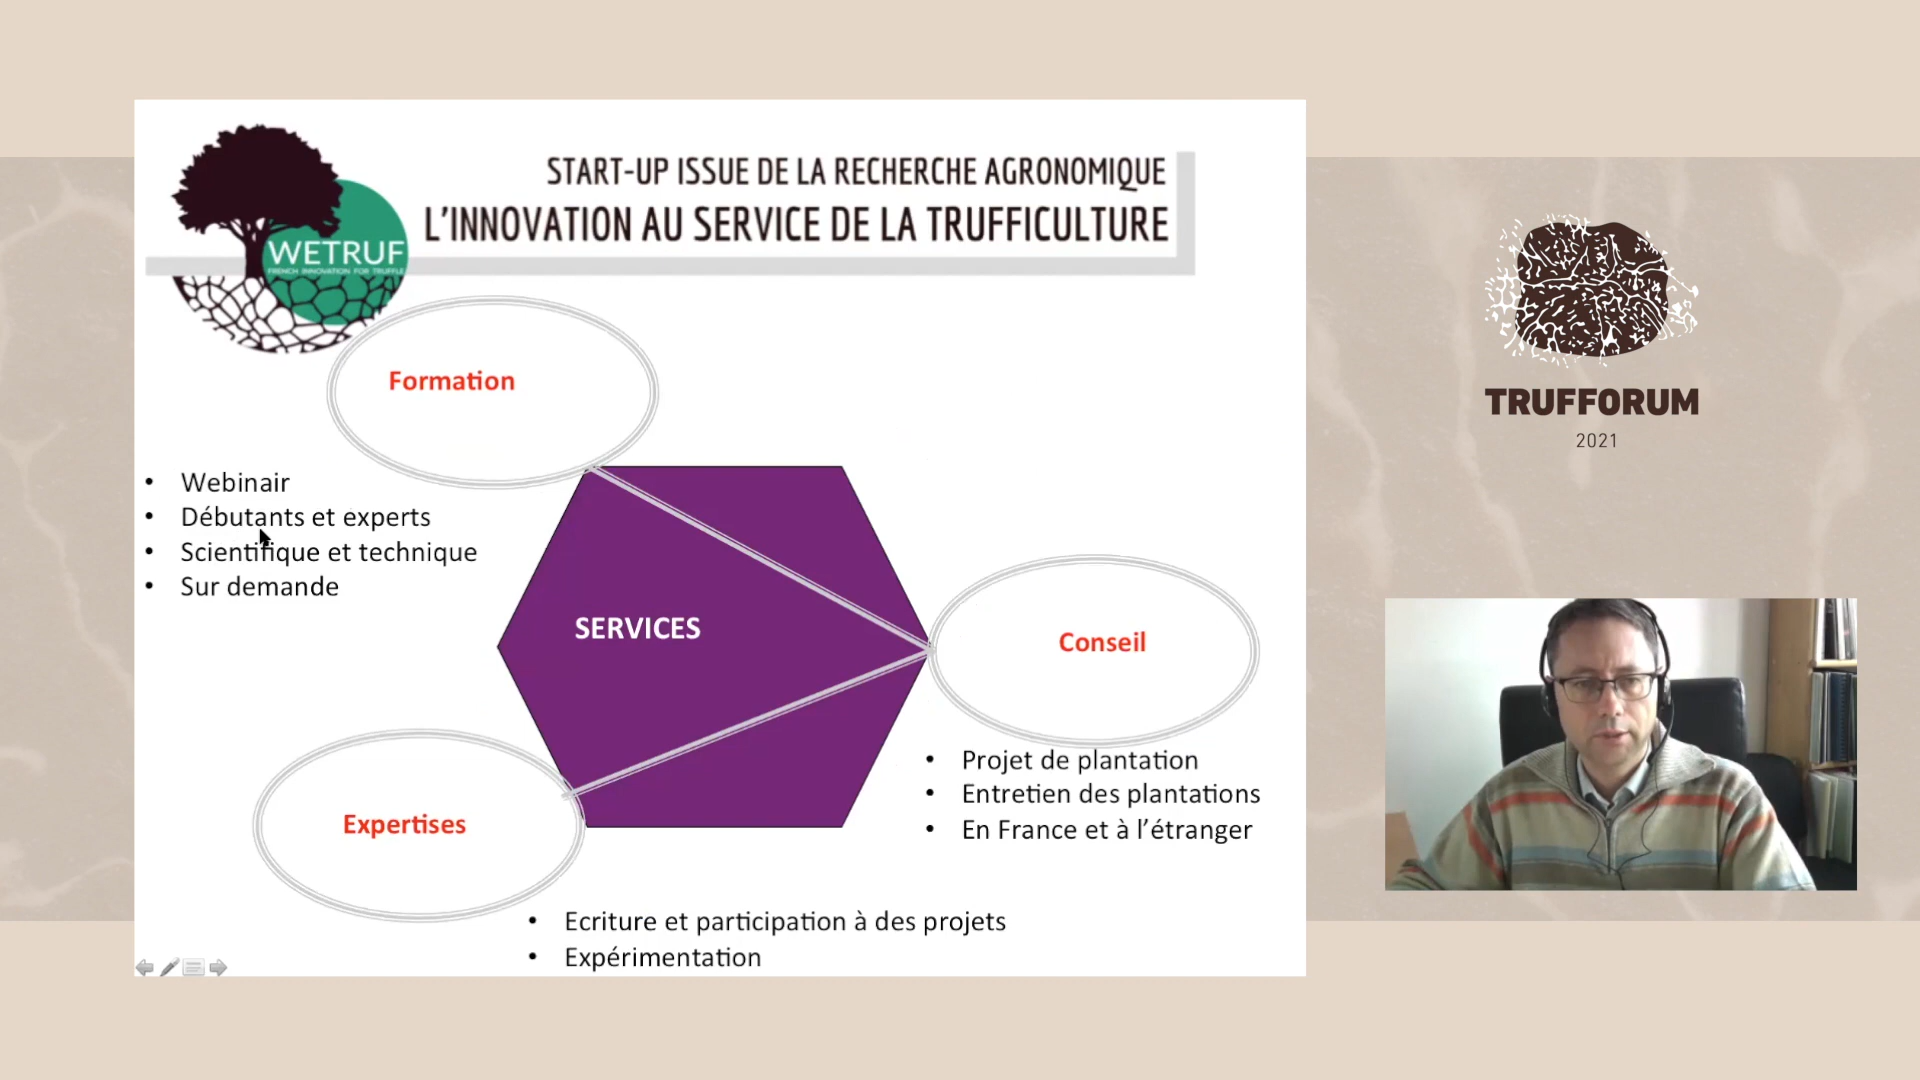 START-UP ISSUE DE LA RECHERCHE AGRONOMIQUE
L'INNOVATION AU SERVICE DE LA TRUFFICULTURE
WETRUF
FRENCH INNOVATION FOR TRUFFLE
Formation
• Webinair
• Débutants et experts
• Scientifique et technique
• Sur demande
SERVICES
Conseil
• Projet de plantation
• Entretien des plantations
• En France et à l'étranger
Expertises
• Ecriture et participation à des projets
• Expérimentation
TRUFFORUM
2021